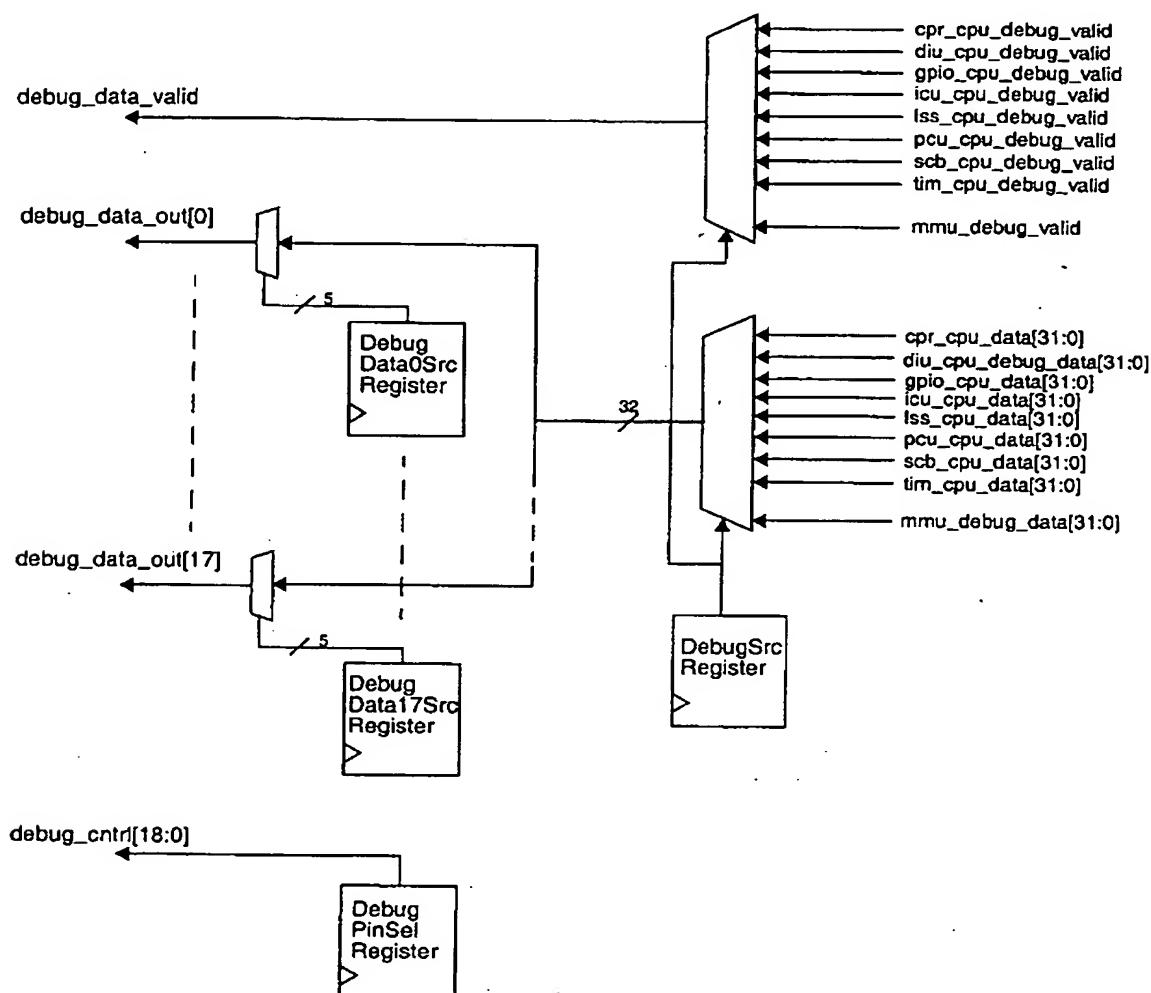 cpr_cpu_debug_valid
diu_cpu_debug_valid
gpio_cpu_debug_valid
icu_cpu_debug_valid
lss_cpu_debug_valid
pcu_cpu_debug_valid
scb_cpu_debug_valid
tim_cpu_debug_valid
mmu_debug_valid
debug_data_valid
debug_data_out[0]
5
Debug
Data0Src
Register
cpr_cpu_data[31:0]
diu_cpu_debug_data[31:0]
gpio_cpu_data[31:0]
icu_cpu_data[31:0]
lss_cpu_data[31:0]
pcu_cpu_data[31:0]
scb_cpu_data[31:0]
tim_cpu_data[31:0]
mmu_debug_data[31:0]
32
debug_data_out[17]
5
Debug
Data17Src
Register
DebugSrc
Register
debug_cntrl[18:0]
Debug
PinSel
Register